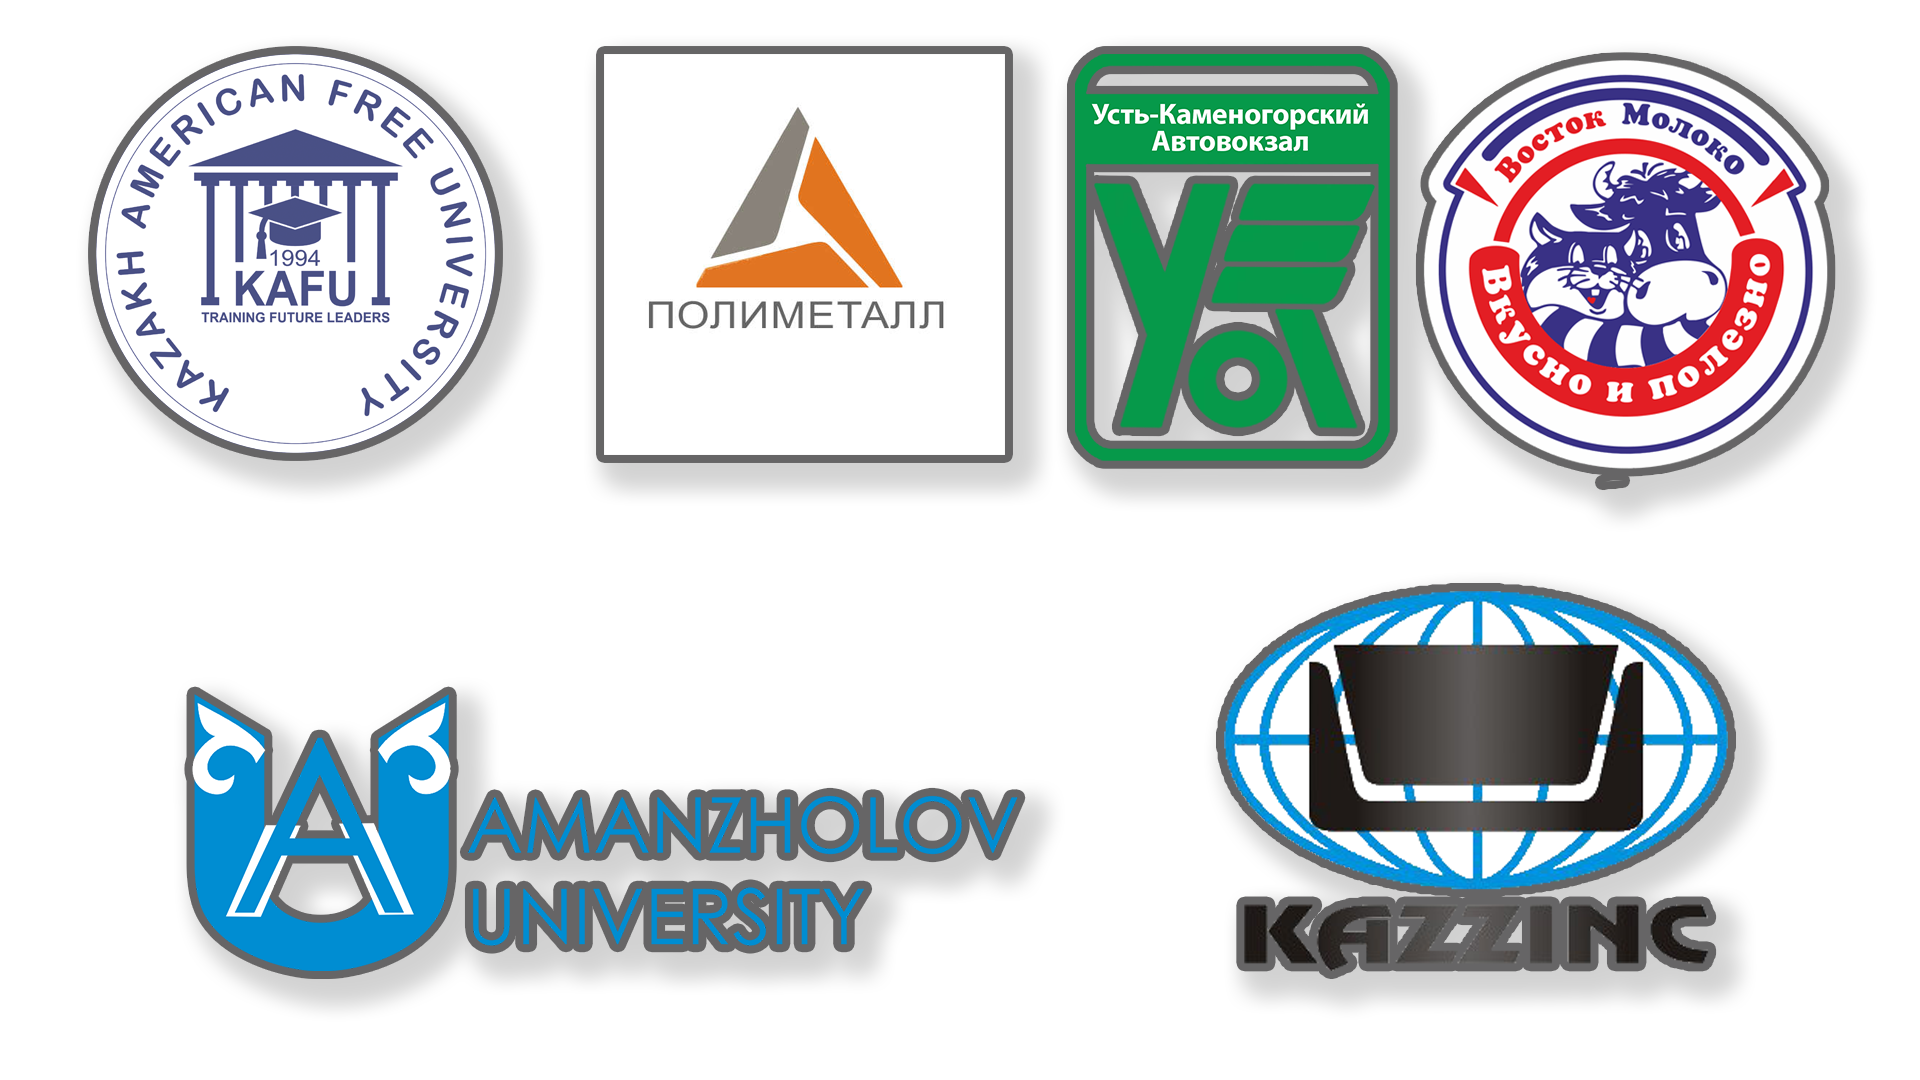 KAZAKH AMERICAN FREE UNIVERSITY
1994
KAFU
TRAINING FUTURE LEADERS
ПОЛИМЕТАЛЛ
Усть-Каменогорский
Автовокзал
Восток Молоко
Вкусно и полезно
AMANZHOLOV
UNIVERSITY
KAZZINC